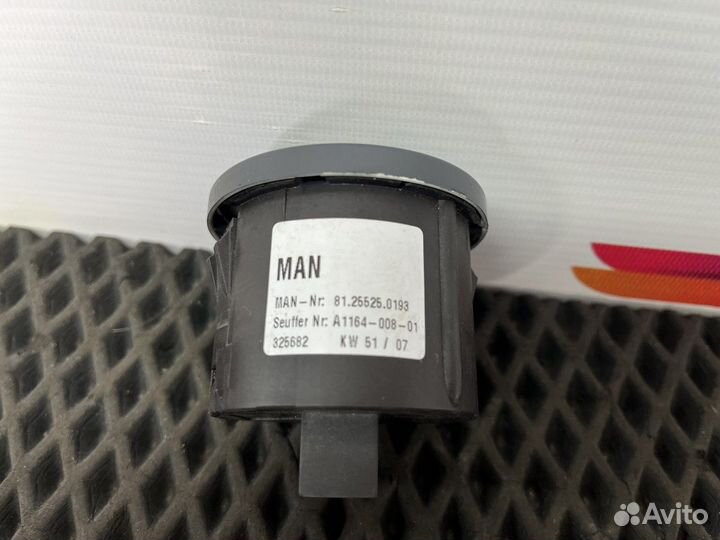 MAN
MAN-Nr: 81.25525.0193
Seuffer Nr: A1164-008-01
325682 KW 51 / 07
Avito